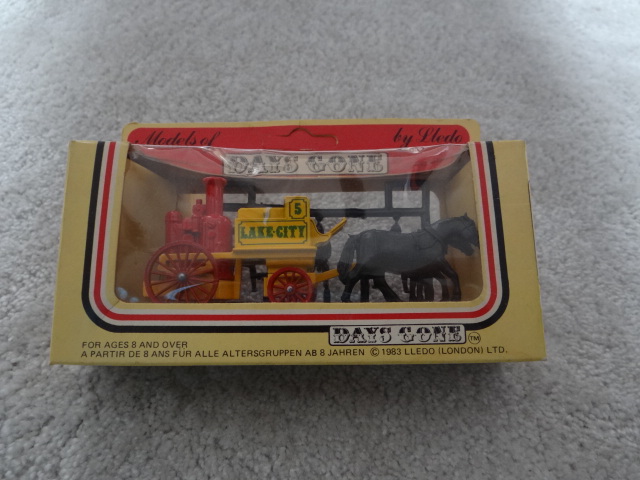 Models of by Lledo
DAYS GONE
5
LAKE-CITY
DAYS GONE TM
FOR AGES 8 AND OVER
A PARTIR DE 8 ANS FUR ALLE ALTERSGRUPPEN AB 8 JAHREN © 1983 LLEDO (LONDON) LTD.